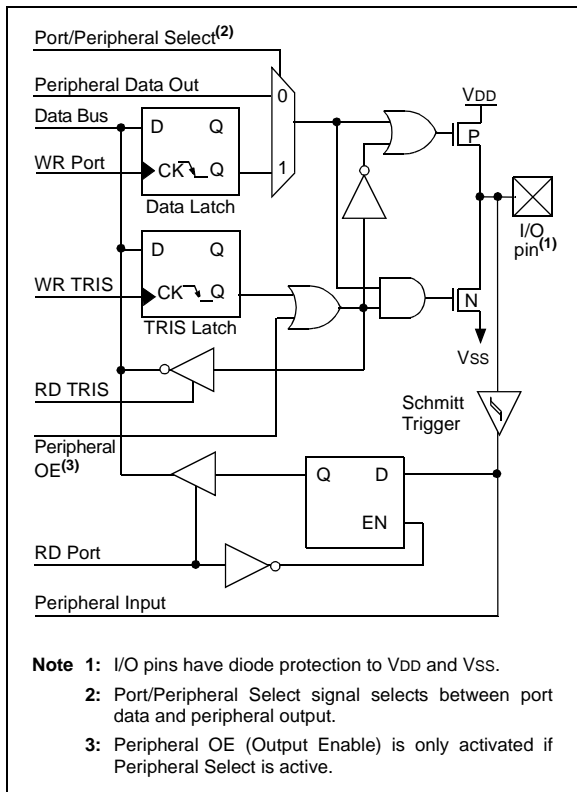 Port/Peripheral Select(2)
Peripheral Data Out
Data Bus
WR Port
D Q
CK Q
Data Latch
0
1
VDD
P
I/O
pin(1)
D Q
CK Q
TRIS Latch
WR TRIS
N
VSS
RD TRIS
Schmitt
Trigger
Peripheral
OE(3)
Q D
EN
RD Port
Peripheral Input
Note 1: I/O pins have diode protection to VDD and VSS.
2: Port/Peripheral Select signal selects between port
data and peripheral output.
3: Peripheral OE (Output Enable) is only activated if
Peripheral Select is active.